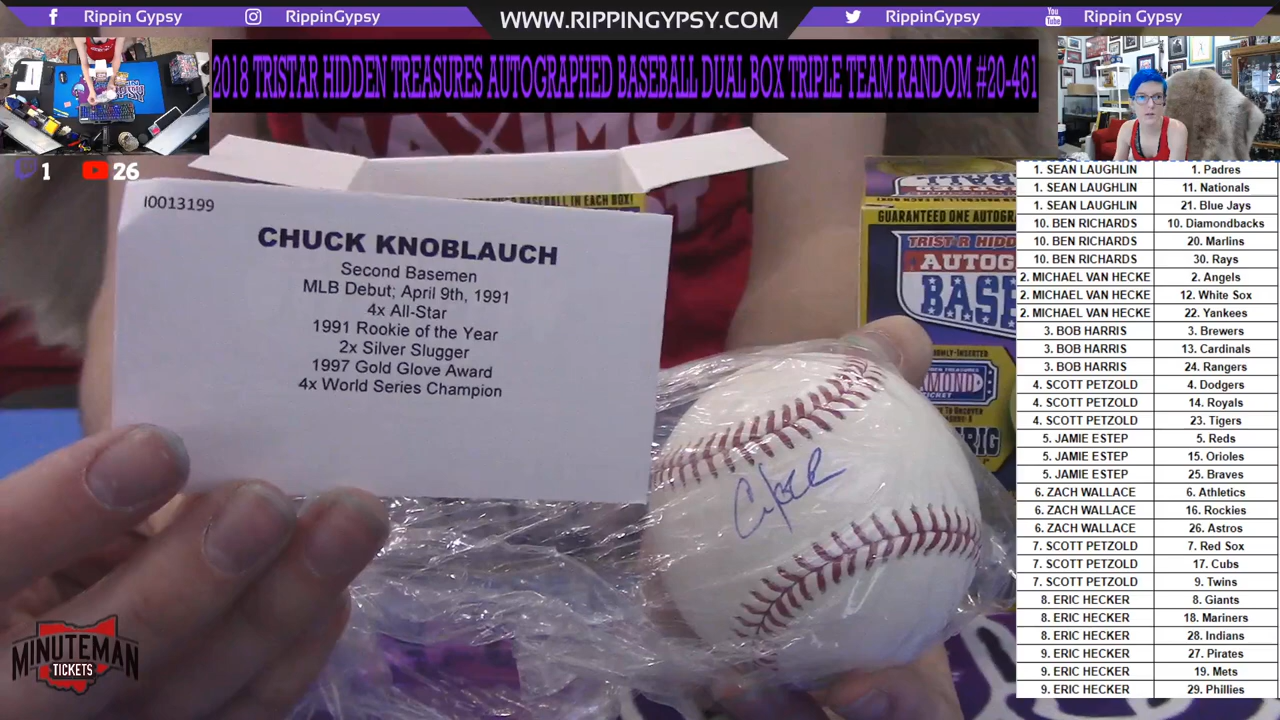 Rippin Gypsy
RippinGypsy
WWW.RIPPINGYPSY.COM
RippinGypsy
You Tube
Rippin Gypsy
2018 TRISTAR HIDDEN TREASURES AUTOGRAPHED BASEBALL DUAL BOX TRIPLE TEAM RANDOM #20-461
1
26
I0013199
CHUCK KNOBLAUCH
Second Basemen
MLB Debut; April 9th, 1991
4x All-Star
1991 Rookie of the Year
2x Silver Slugger
1997 Gold Glove Award
4x World Series Champion
BASEBALL IN EACH BOX!
GUARANTEED ONE AUTOGR
TRIST R HIDD
AUTOG
BAS
MINUTEMAN
TICKETS
1. SEAN LAUGHLIN 1. Padres
1. SEAN LAUGHLIN 11. Nationals
1. SEAN LAUGHLIN 21. Blue Jays
10. BEN RICHARDS 10. Diamondbacks
10. BEN RICHARDS 20. Marlins
10. BEN RICHARDS 30. Rays
2. MICHAEL VAN HECKE 2. Angels
2. MICHAEL VAN HECKE 12. White Sox
2. MICHAEL VAN HECKE 22. Yankees
3. BOB HARRIS 3. Brewers
3. BOB HARRIS 13. Cardinals
3. BOB HARRIS 24. Rangers
4. SCOTT PETZOLD 4. Dodgers
4. SCOTT PETZOLD 14. Royals
4. SCOTT PETZOLD 23. Tigers
5. JAMIE ESTEP 5. Reds
5. JAMIE ESTEP 15. Orioles
5. JAMIE ESTEP 25. Braves
6. ZACH WALLACE 6. Athletics
6. ZACH WALLACE 16. Rockies
6. ZACH WALLACE 26. Astros
7. SCOTT PETZOLD 7. Red Sox
7. SCOTT PETZOLD 17. Cubs
7. SCOTT PETZOLD 9. Twins
8. ERIC HECKER 8. Giants
8. ERIC HECKER 18. Mariners
8. ERIC HECKER 28. Indians
9. ERIC HECKER 27. Pirates
9. ERIC HECKER 19. Mets
9. ERIC HECKER 29. Phillies